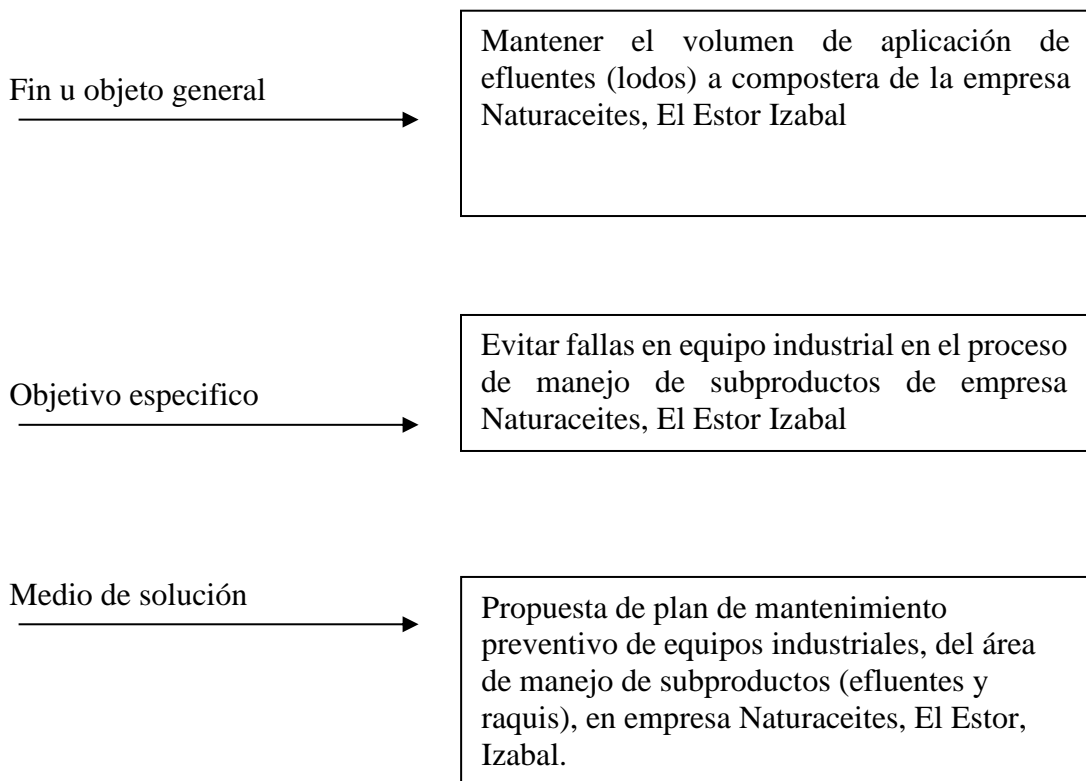 Fin u objeto general
Mantener el volumen de aplicación de
efluentes (lodos) a compostera de la empresa
Naturaceites, El Estor Izabal
Objetivo especifico
Evitar fallas en equipo industrial en el proceso
de manejo de subproductos de empresa
Naturaceites, El Estor Izabal
Medio de solución
Propuesta de plan de mantenimiento
preventivo de equipos industriales, del área
de manejo de subproductos (efluentes y
raquis), en empresa Naturaceites, El Estor,
Izabal.